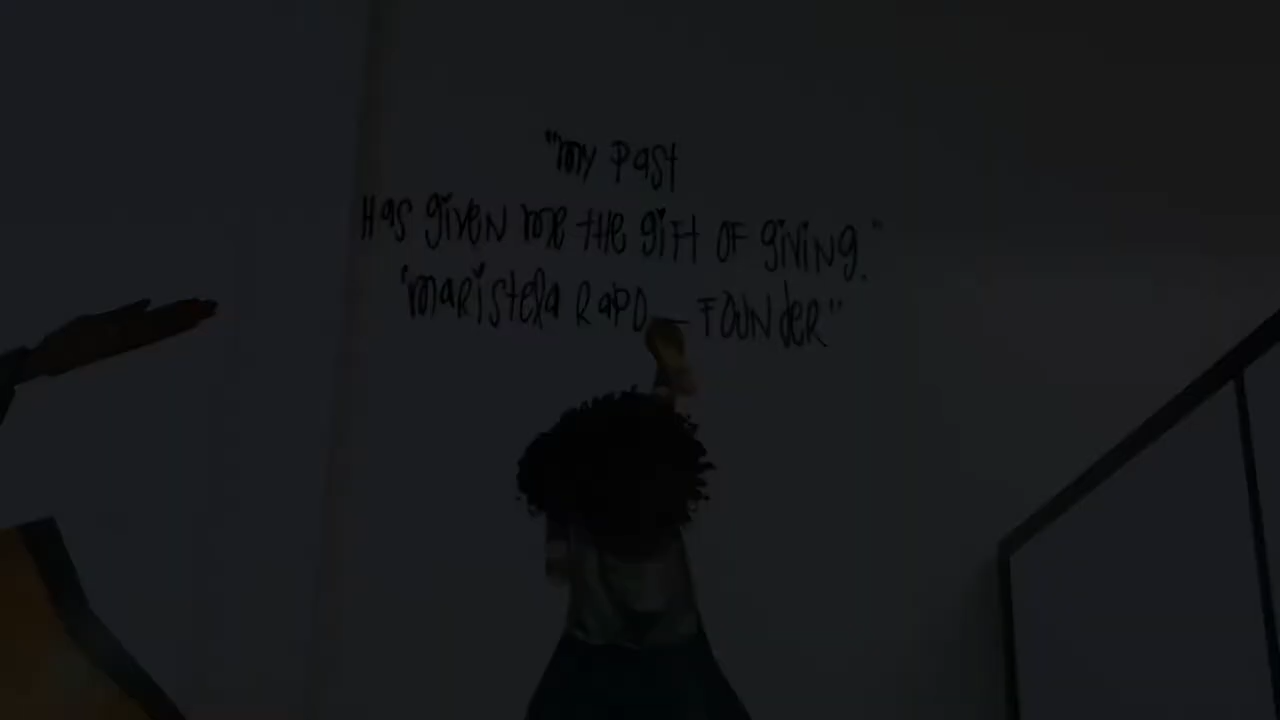 "my Past
Has given me THE giFT OF giviNg."
"maRistela RapO — FOUNdeR"